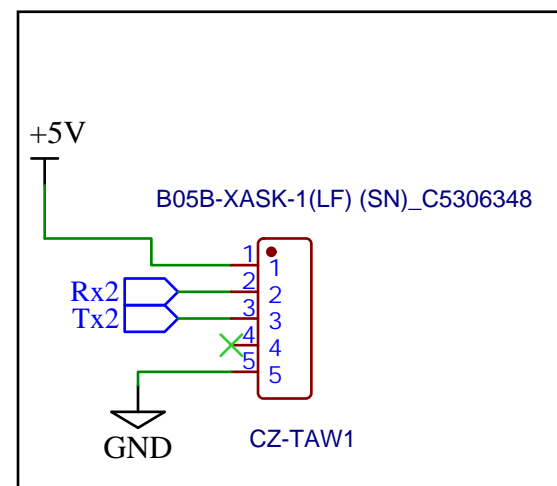 +5V
B05B-XASK-1(LF) (SN)_C5306348
1 1
Rx2 2 2
Tx2 3 3
4 4
5 5
GND
CZ-TAW1